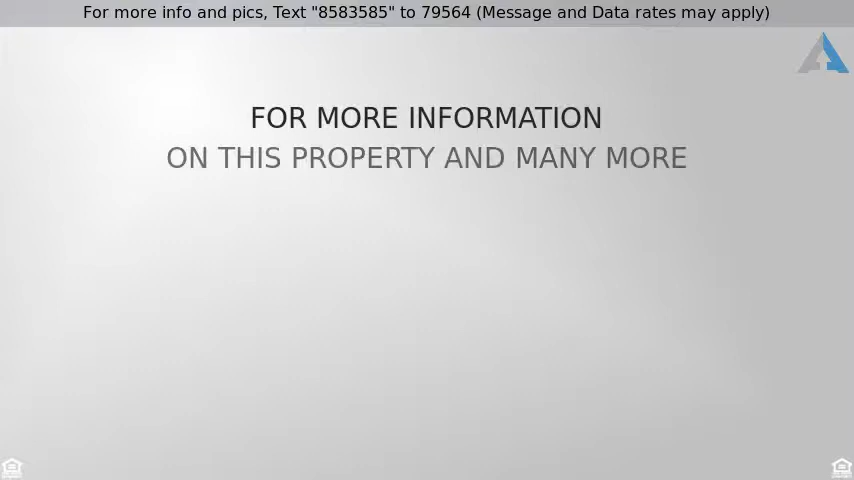 For more info and pics, Text "8583585" to 79564 (Message and Data rates may apply)
FOR MORE INFORMATION
ON THIS PROPERTY AND MANY MORE